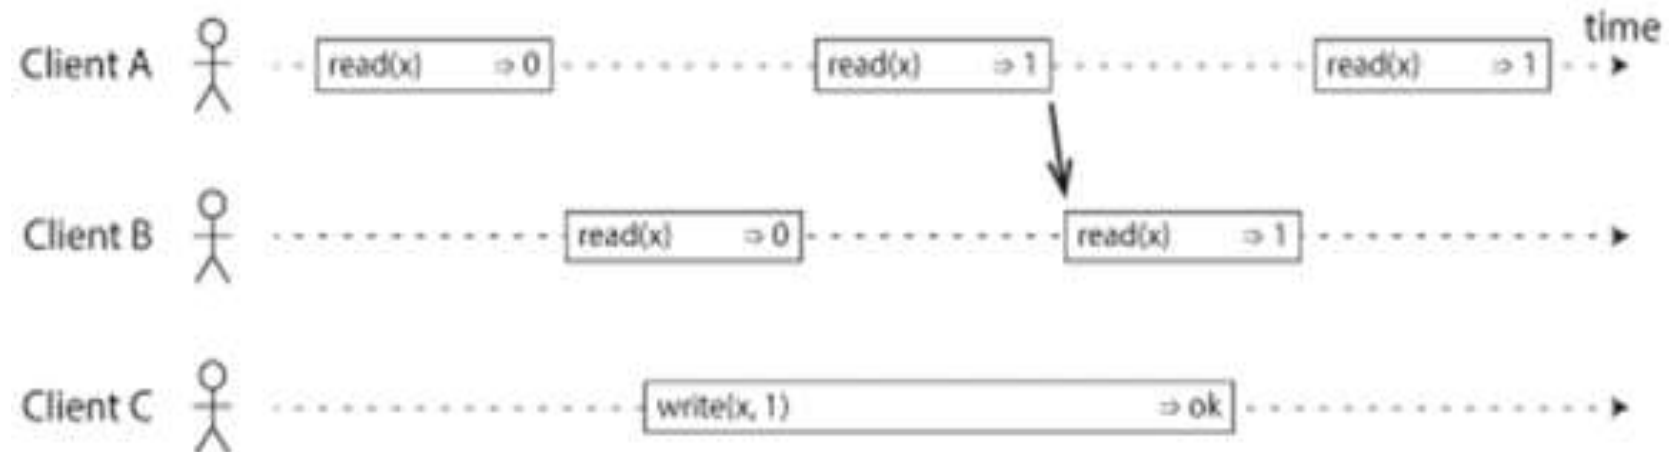 time
Client A read(x) ⇒ 0 read(x) ⇒ 1 read(x) ⇒ 1
Client B read(x) ⇒ 0 read(x) ⇒ 1
Client C write(x, 1) ⇒ ok